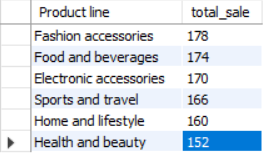 Product line total_sale
Fashion accessories 178
Food and beverages 174
Electronic accessories 170
Sports and travel 166
Home and lifestyle 160
Health and beauty 152